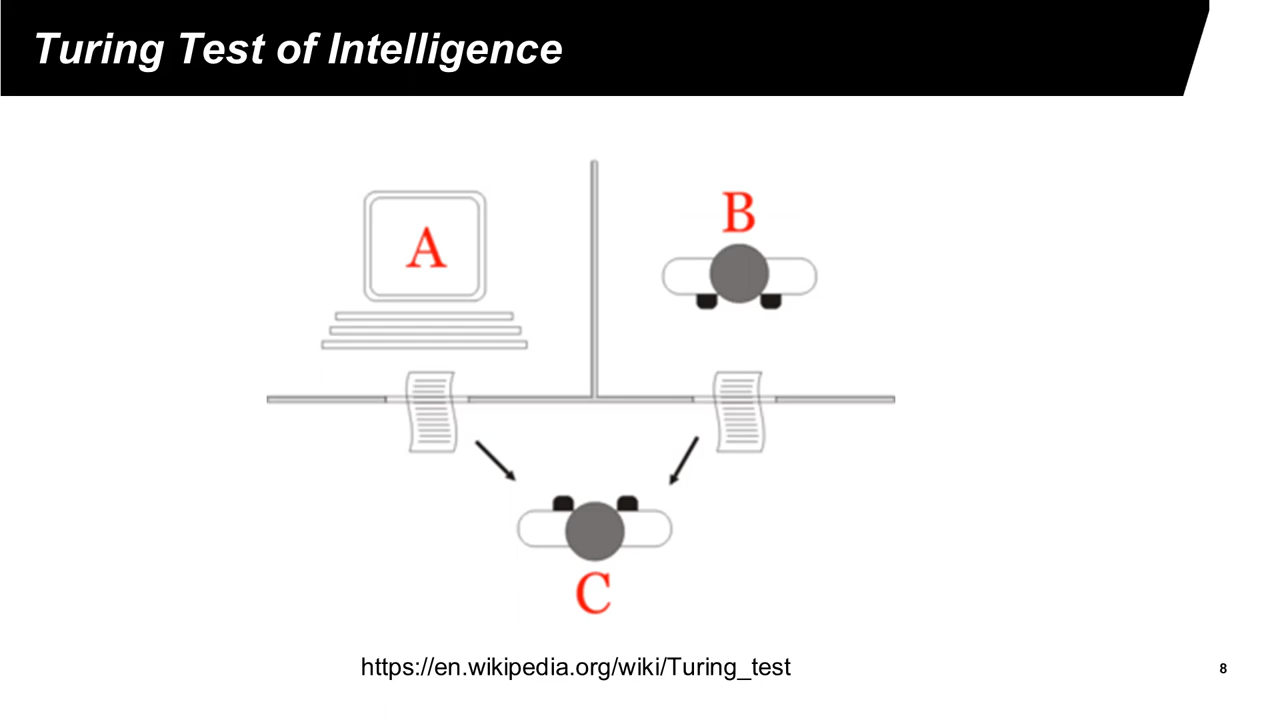 Turing Test of Intelligence
A
B
C
https://en.wikipedia.org/wiki/Turing_test
8